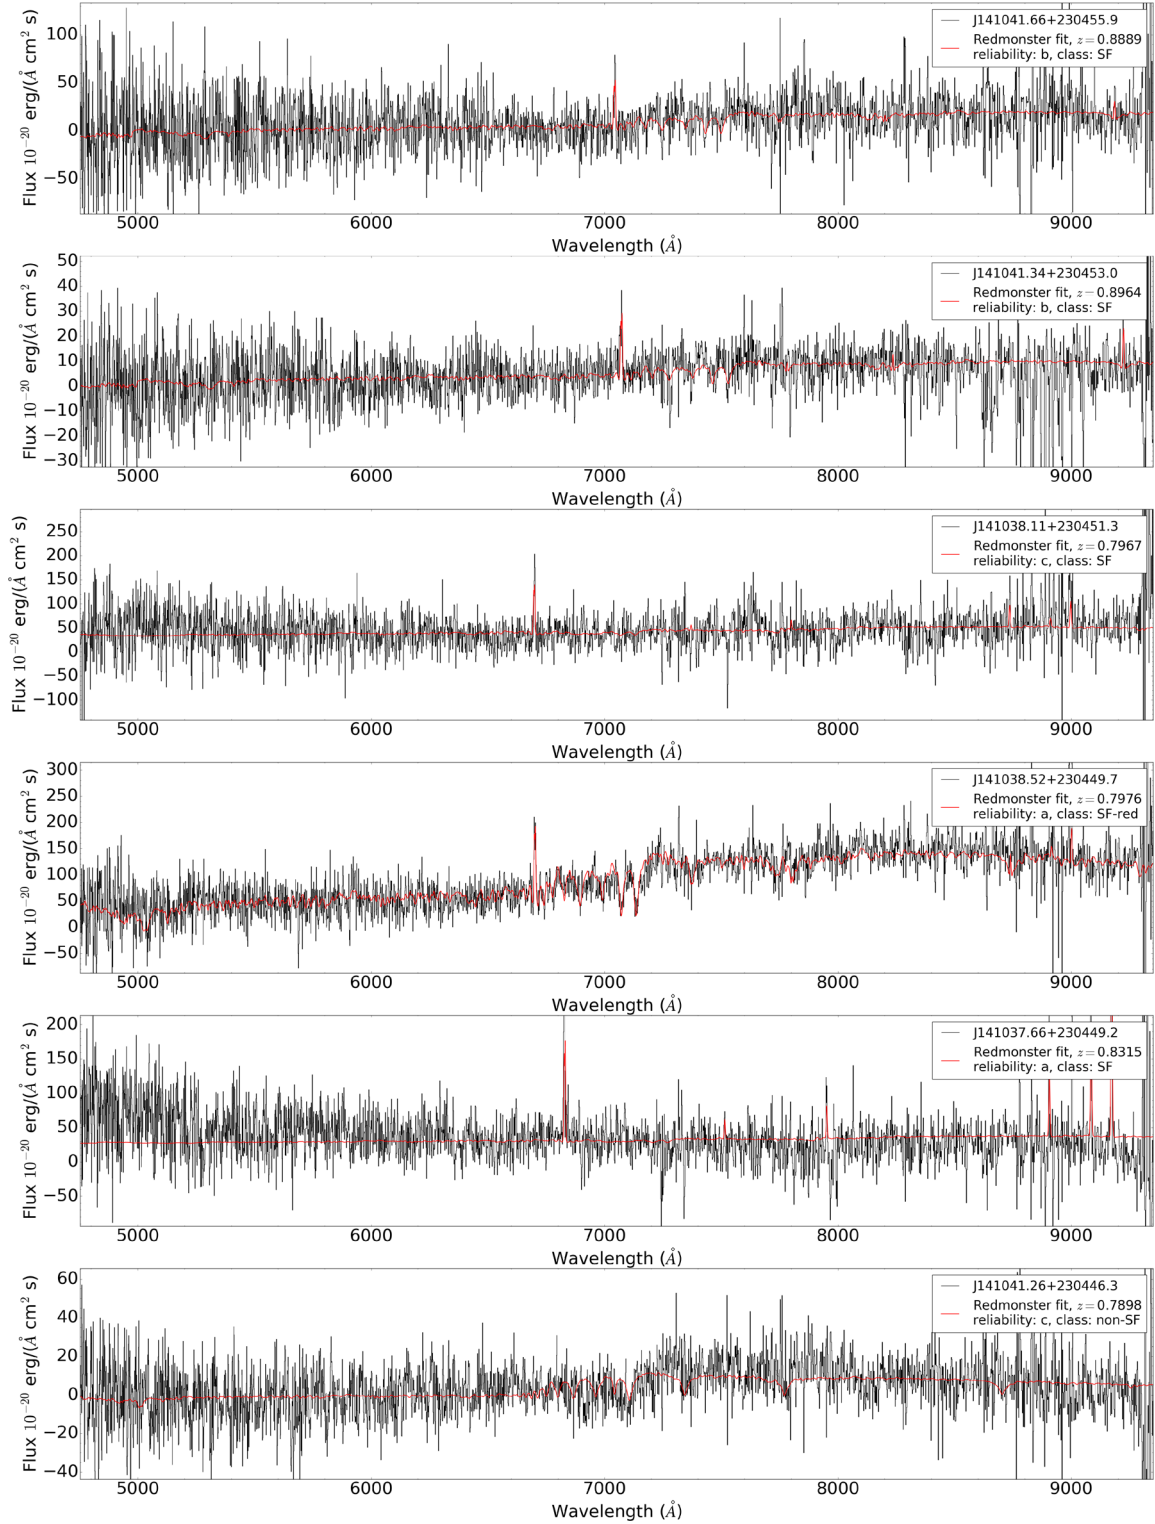 100
50
0
−50
Flux 10⁻²⁰ erg/(Å cm² s)
J141041.66+230455.9
Redmonster fit, z = 0.8889
reliability: b, class: SF
5000 6000 7000 8000 9000
Wavelength (Å)
50
40
30
20
10
0
−10
−20
−30
Flux 10⁻²⁰ erg/(Å cm² s)
J141041.34+230453.0
Redmonster fit, z = 0.8964
reliability: b, class: SF
5000 6000 7000 8000 9000
Wavelength (Å)
250
200
150
100
50
0
−50
−100
Flux 10⁻²⁰ erg/(Å cm² s)
J141038.11+230451.3
Redmonster fit, z = 0.7967
reliability: c, class: SF
5000 6000 7000 8000 9000
Wavelength (Å)
300
250
200
150
100
50
0
−50
Flux 10⁻²⁰ erg/(Å cm² s)
J141038.52+230449.7
Redmonster fit, z = 0.7976
reliability: a, class: SF-red
5000 6000 7000 8000 9000
Wavelength (Å)
200
150
100
50
0
−50
Flux 10⁻²⁰ erg/(Å cm² s)
J141037.66+230449.2
Redmonster fit, z = 0.8315
reliability: a, class: SF
5000 6000 7000 8000 9000
Wavelength (Å)
60
40
20
0
−20
−40
Flux 10⁻²⁰ erg/(Å cm² s)
J141041.26+230446.3
Redmonster fit, z = 0.7898
reliability: c, class: non-SF
5000 6000 7000 8000 9000
Wavelength (Å)